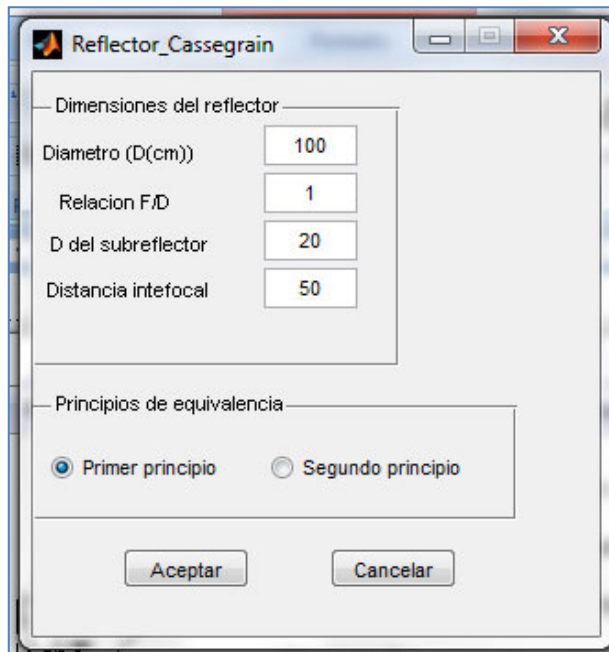 Reflector_Cassegrain
Dimensiones del reflector
Diametro (D(cm)) 100
Relacion F/D 1
D del subreflector 20
Distancia intefocal 50
Principios de equivalencia
Primer principio Segundo principio
Aceptar Cancelar